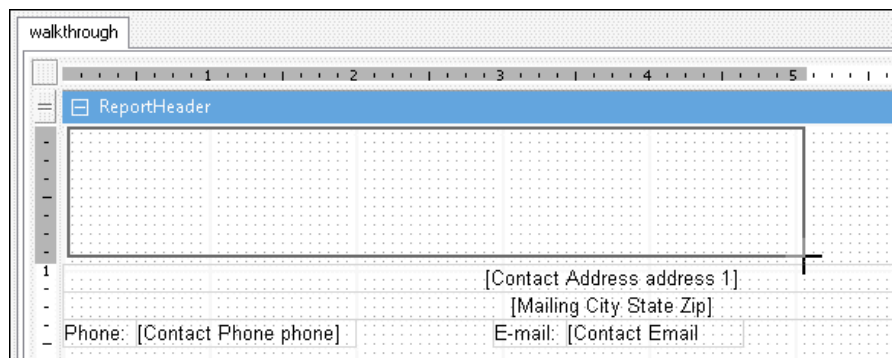 walkthrough
1 2 3 4 5
ReportHeader
1
[Contact Address address 1]
[Mailing City State Zip]
Phone: [Contact Phone phone] E-mail: [Contact Email